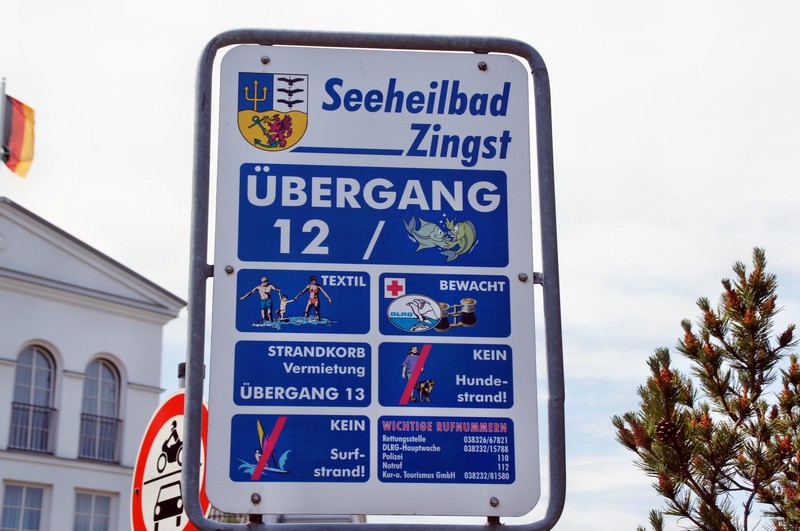 Seeheilbad
Zingst
ÜBERGANG
12 /
TEXTIL
BEWACHT
DLRG
STRANDKORB
Vermietung
ÜBERGANG 13
KEIN
Hunde-
strand!
KEIN
Surf-
strand!
WICHTIGE RUFNUMMERN
Rettungsstelle 038326/67821
DLRG-Hauptwache 038232/15788
Polizei 110
Notruf 112
Kur-u. Tourismus GmbH 038232/81580